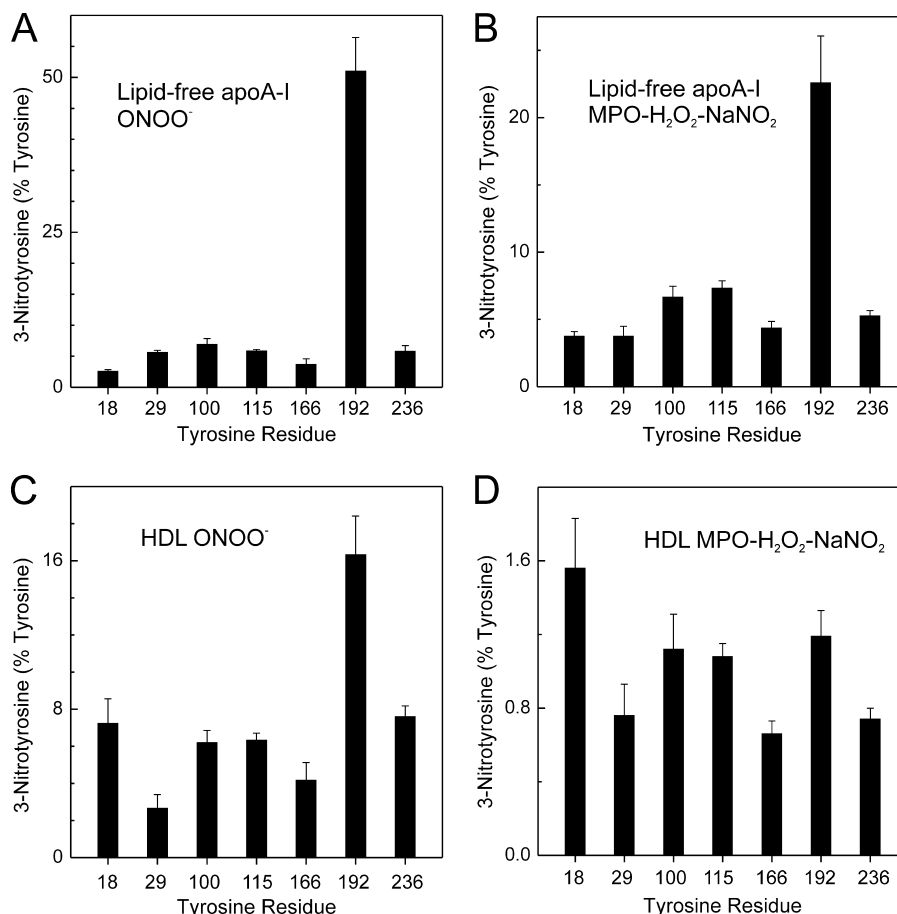 A
3-Nitrotyrosine (% Tyrosine)
50
25
0
Lipid-free apoA-I
ONOO⁻
18 29 100 115 166 192 236
Tyrosine Residue
B
3-Nitrotyrosine (% Tyrosine)
20
10
0
Lipid-free apoA-I
MPO-H₂O₂-NaNO₂
18 29 100 115 166 192 236
Tyrosine Residue
C
3-Nitrotyrosine (% Tyrosine)
16
8
0
HDL ONOO⁻
18 29 100 115 166 192 236
Tyrosine Residue
D
3-Nitrotyrosine (% Tyrosine)
1.6
0.8
0.0
HDL MPO-H₂O₂-NaNO₂
18 29 100 115 166 192 236
Tyrosine Residue